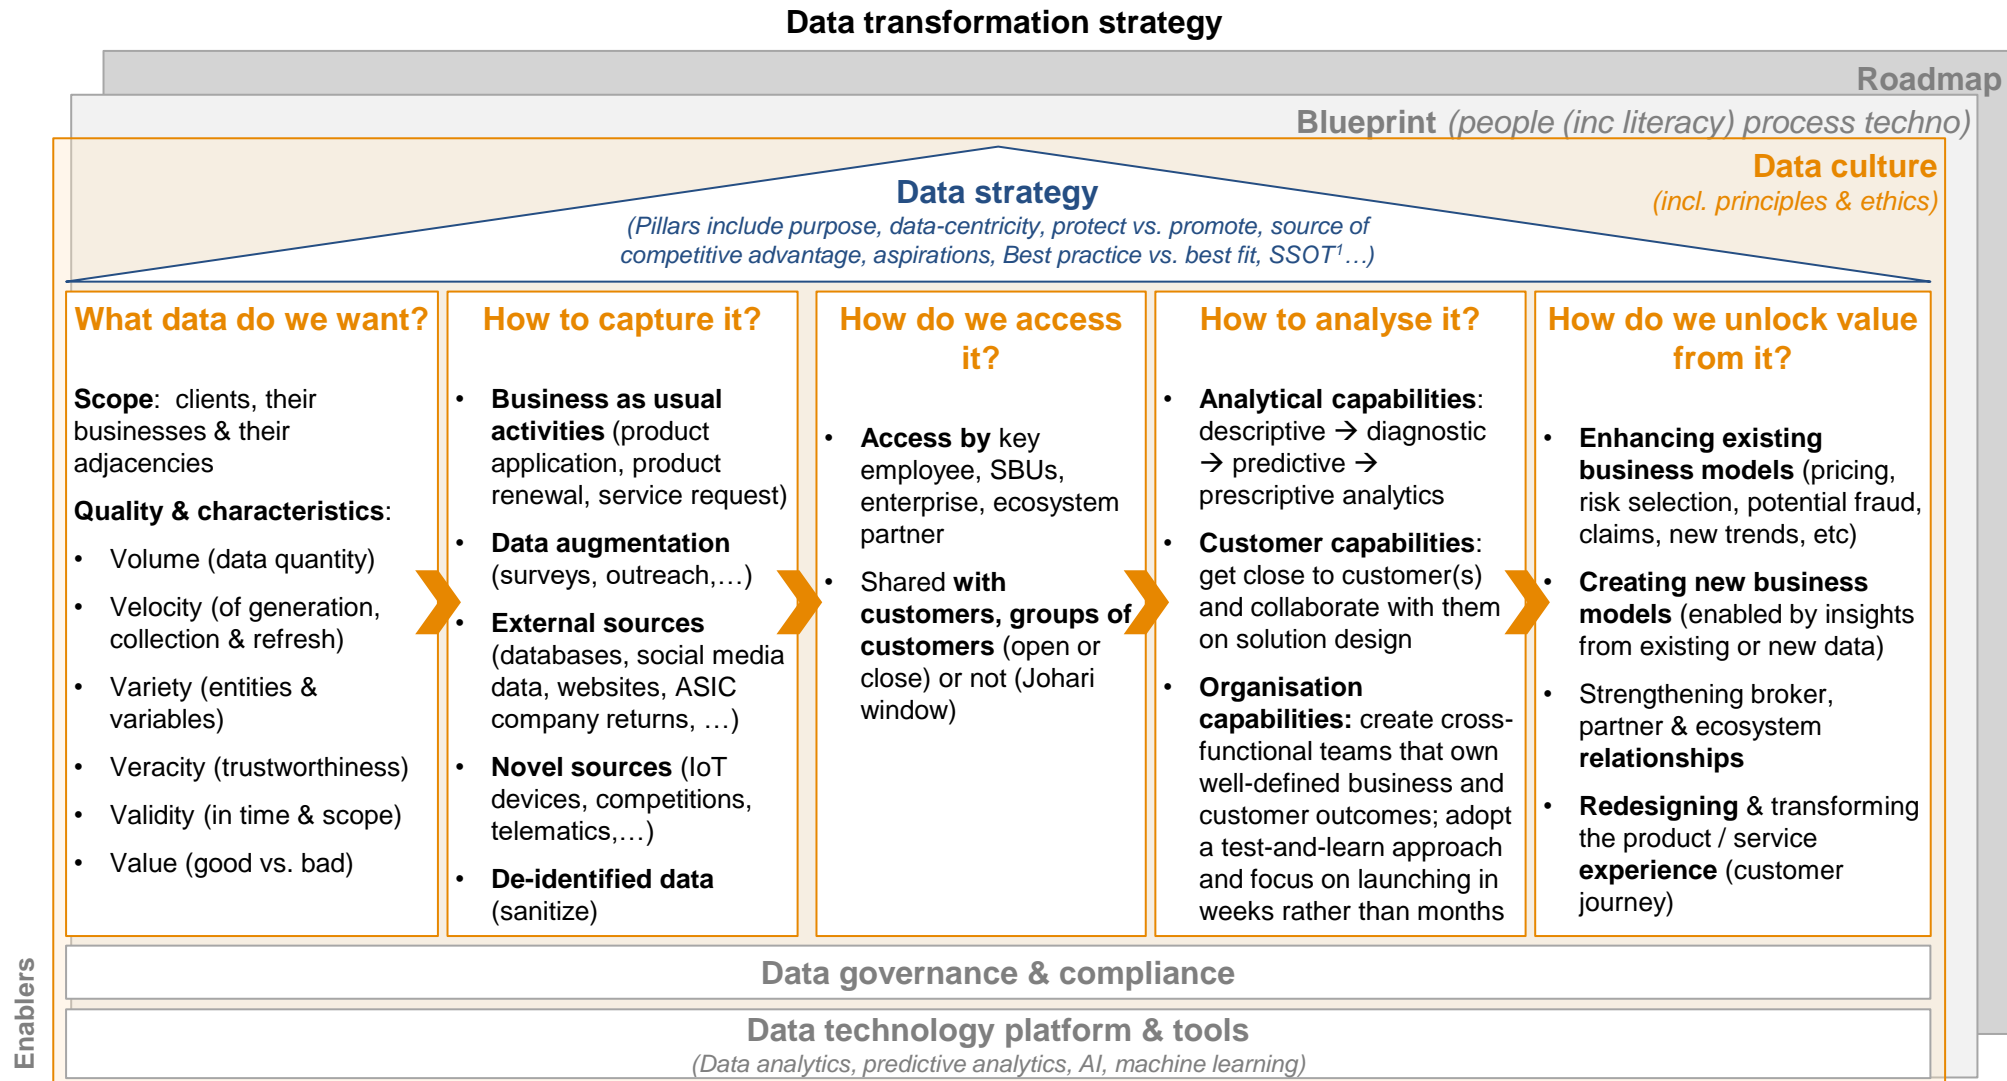 Data transformation strategy
Roadmap
Blueprint (people (inc literacy) process techno)
Data culture
(incl. principles & ethics)
Data strategy
(Pillars include purpose, data-centricity, protect vs. promote, source of
competitive advantage, aspirations, Best practice vs. best fit, SSOT¹…)
What data do we want?
Scope:  clients, their
businesses & their
adjacencies
Quality & characteristics:
• Volume (data quantity)
• Velocity (of generation,
collection & refresh)
• Variety (entities &
variables)
• Veracity (trustworthiness)
• Validity (in time & scope)
• Value (good vs. bad)
How to capture it?
• Business as usual
activities (product
application, product
renewal, service request)
• Data augmentation
(surveys, outreach,…)
• External sources
(databases, social media
data, websites, ASIC
company returns, …)
• Novel sources (IoT
devices, competitions,
telematics,…)
• De-identified data
(sanitize)
How do we access
it?
• Access by key
employee, SBUs,
enterprise, ecosystem
partner
• Shared with
customers, groups of
customers (open or
close) or not (Johari
window)
How to analyse it?
• Analytical capabilities:
descriptive → diagnostic
→ predictive →
prescriptive analytics
• Customer capabilities:
get close to customer(s)
and collaborate with them
on solution design
• Organisation
capabilities: create cross-
functional teams that own
well-defined business and
customer outcomes; adopt
a test-and-learn approach
and focus on launching in
weeks rather than months
How do we unlock value
from it?
• Enhancing existing
business models (pricing,
risk selection, potential fraud,
claims, new trends, etc)
• Creating new business
models (enabled by insights
from existing or new data)
• Strengthening broker,
partner & ecosystem
relationships
• Redesigning & transforming
the product / service
experience (customer
journey)
Enablers
Data governance & compliance
Data technology platform & tools
(Data analytics, predictive analytics, AI, machine learning)